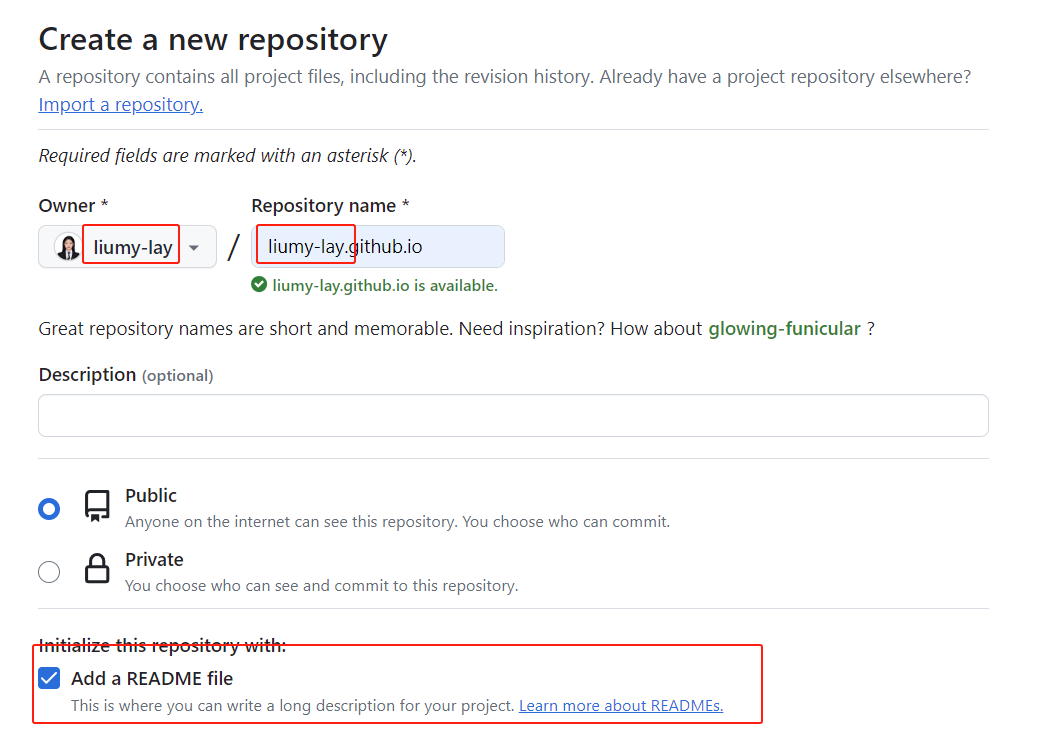 Create a new repository
A repository contains all project files, including the revision history. Already have a project repository elsewhere?
Import a repository.
Required fields are marked with an asterisk (*).
Owner * Repository name *
liumy-lay / liumy-lay.github.io
liumy-lay.github.io is available.
Great repository names are short and memorable. Need inspiration? How about glowing-funicular ?
Description (optional)
Public
Anyone on the internet can see this repository. You choose who can commit.
Private
You choose who can see and commit to this repository.
Initialize this repository with:
Add a README file
This is where you can write a long description for your project. Learn more about READMEs.